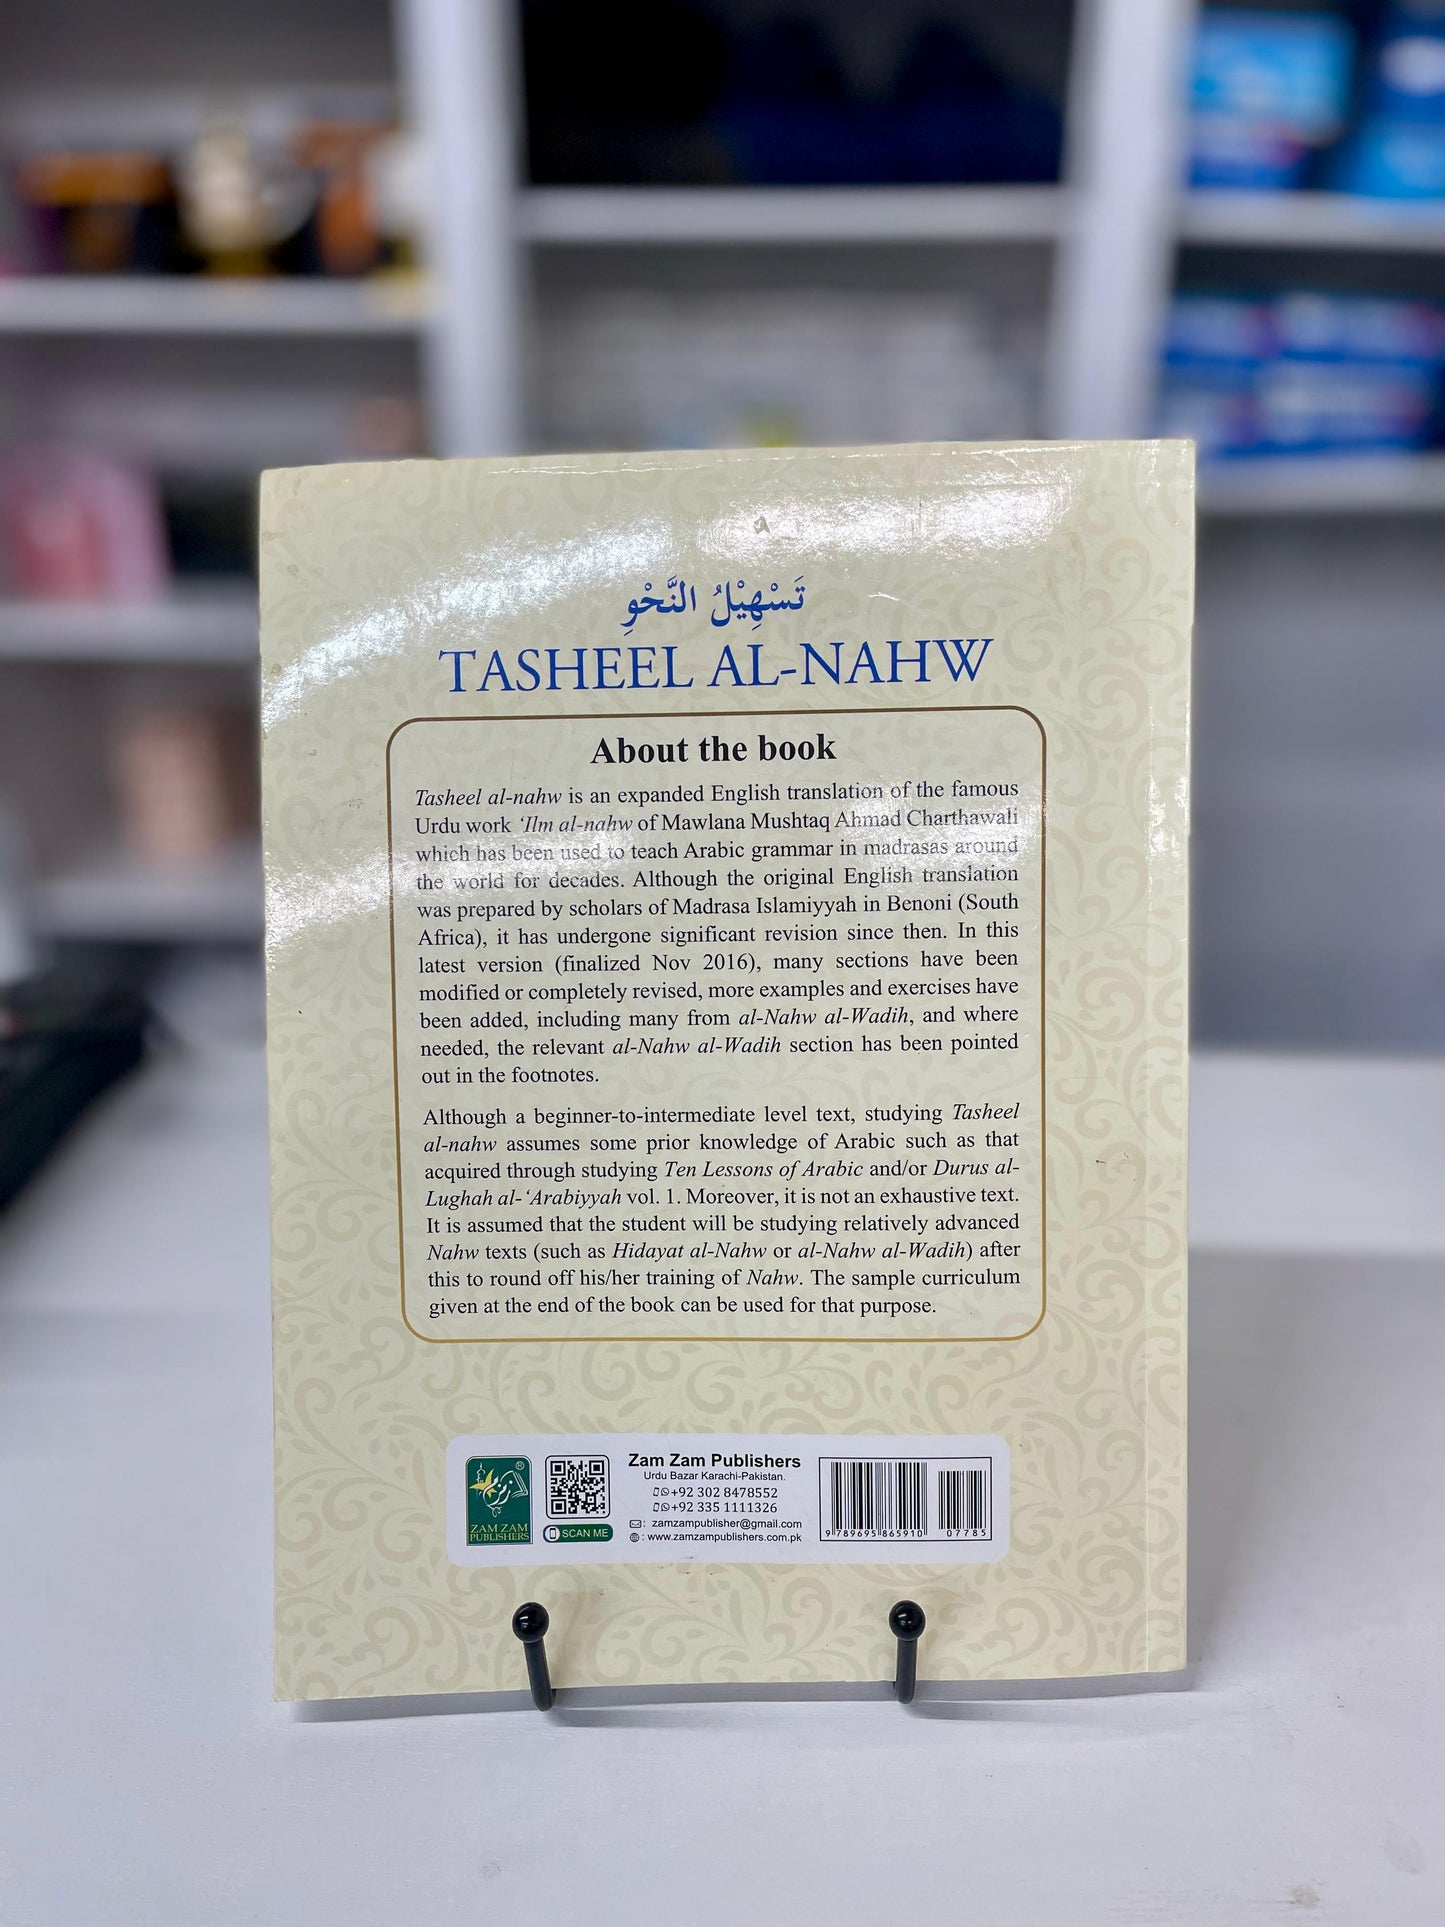 تَسْهِيْلُ النَّحْوِ
TASHEEL AL-NAHW
About the book
Tasheel al-nahw is an expanded English translation of the famous
Urdu work ‘Ilm al-nahw of Mawlana Mushtaq Ahmad Charthawali
which has been used to teach Arabic grammar in madrasas around
the world for decades. Although the original English translation
was prepared by scholars of Madrasa Islamiyyah in Benoni (South
Africa), it has undergone significant revision since then. In this
latest version (finalized Nov 2016), many sections have been
modified or completely revised, more examples and exercises have
been added, including many from al-Nahw al-Wadih, and where
needed, the relevant al-Nahw al-Wadih section has been pointed
out in the footnotes.
Although a beginner-to-intermediate level text, studying Tasheel
al-nahw assumes some prior knowledge of Arabic such as that
acquired through studying Ten Lessons of Arabic and/or Durus al-
Lughah al-‘Arabiyyah vol. 1. Moreover, it is not an exhaustive text.
It is assumed that the student will be studying relatively advanced
Nahw texts (such as Hidayat al-Nahw or al-Nahw al-Wadih) after
this to round off his/her training of Nahw. The sample curriculum
given at the end of the book can be used for that purpose.
ZAM ZAM
PUBLISHERS
SCAN ME
Zam Zam Publishers
Urdu Bazar Karachi-Pakistan.
+92 302 8478552
+92 335 1111326
: zamzampublisher@gmail.com
: www.zamzampublishers.com.pk
9 789695 865910
07785